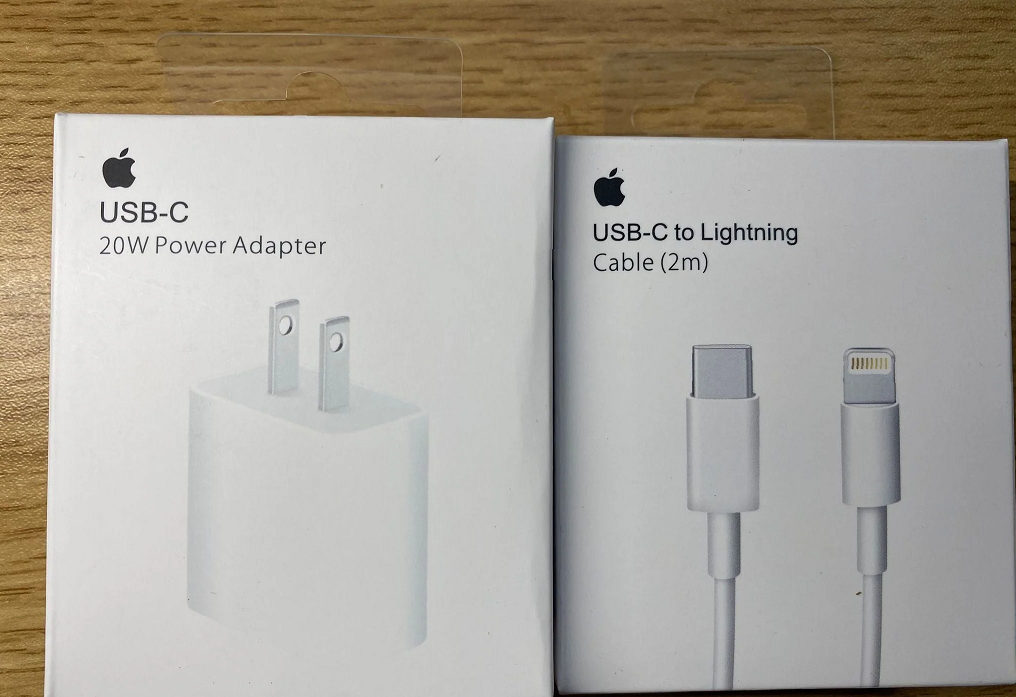 USB-C
20W Power Adapter
USB-C to Lightning
Cable (2m)